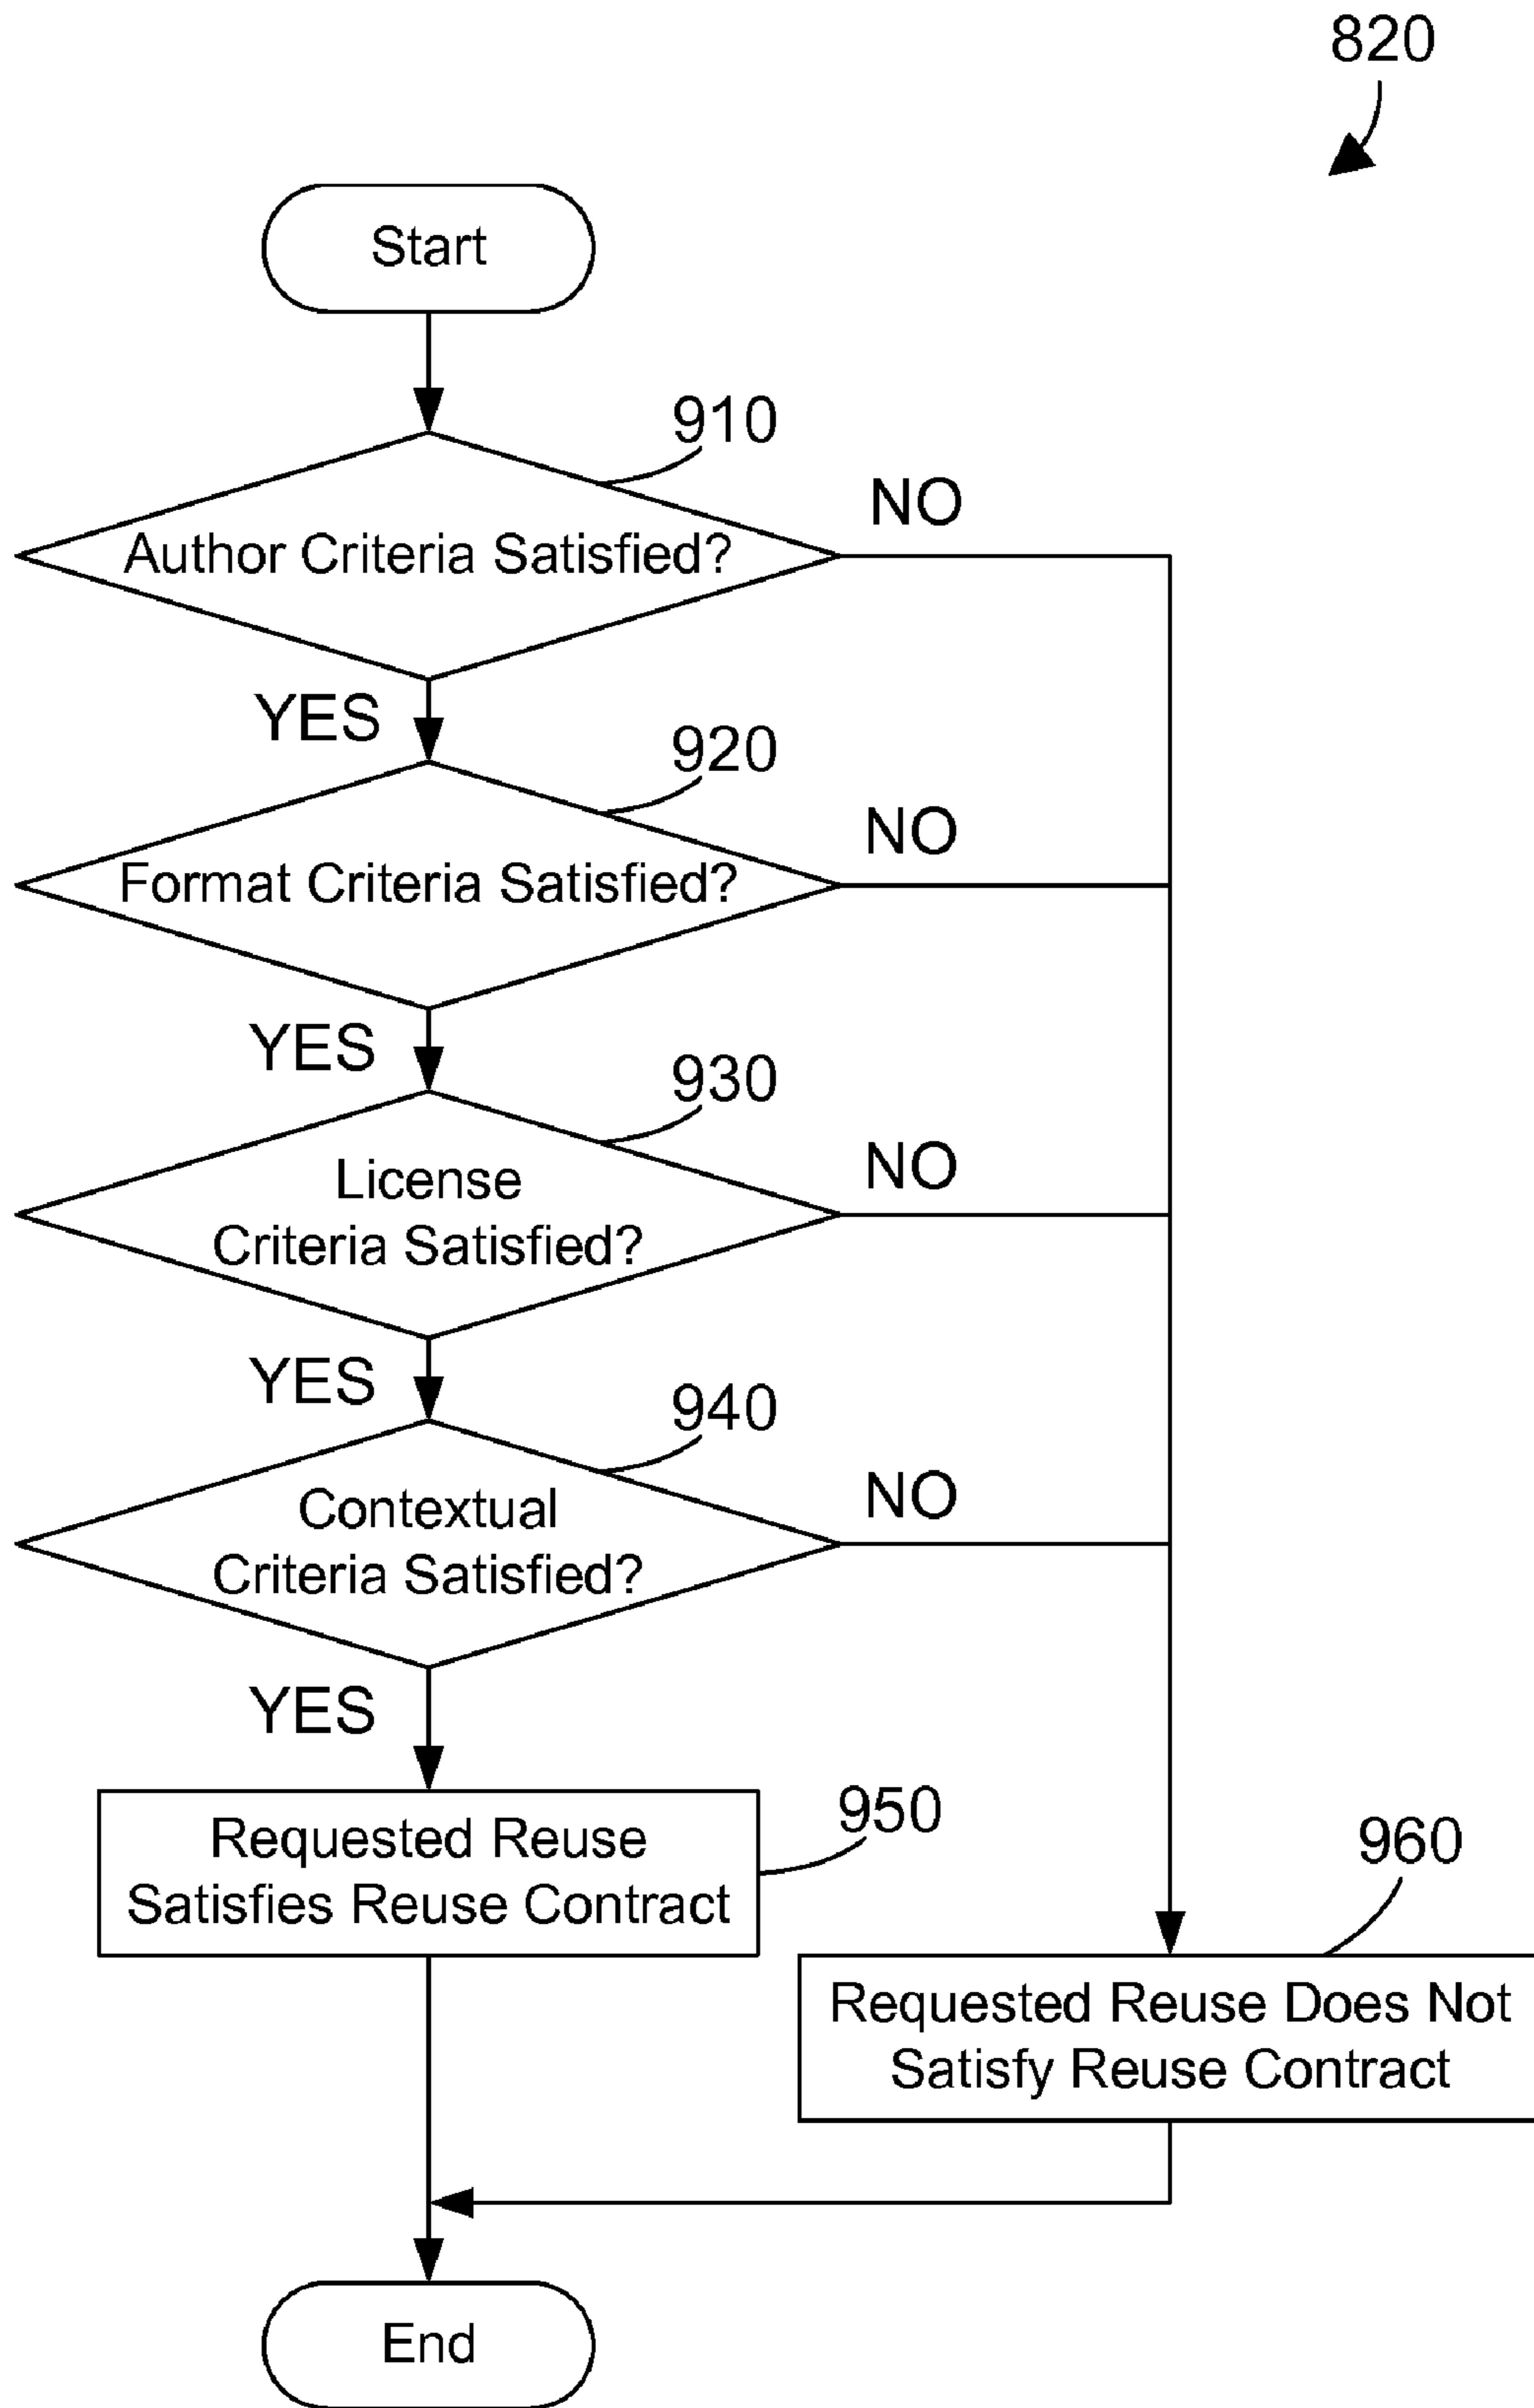 820
Start
910
Author Criteria Satisfied?
NO
YES
920
Format Criteria Satisfied?
NO
YES
930
License
Criteria Satisfied?
NO
YES
940
Contextual
Criteria Satisfied?
NO
YES
950
Requested Reuse
Satisfies Reuse Contract
960
Requested Reuse Does Not
Satisfy Reuse Contract
End